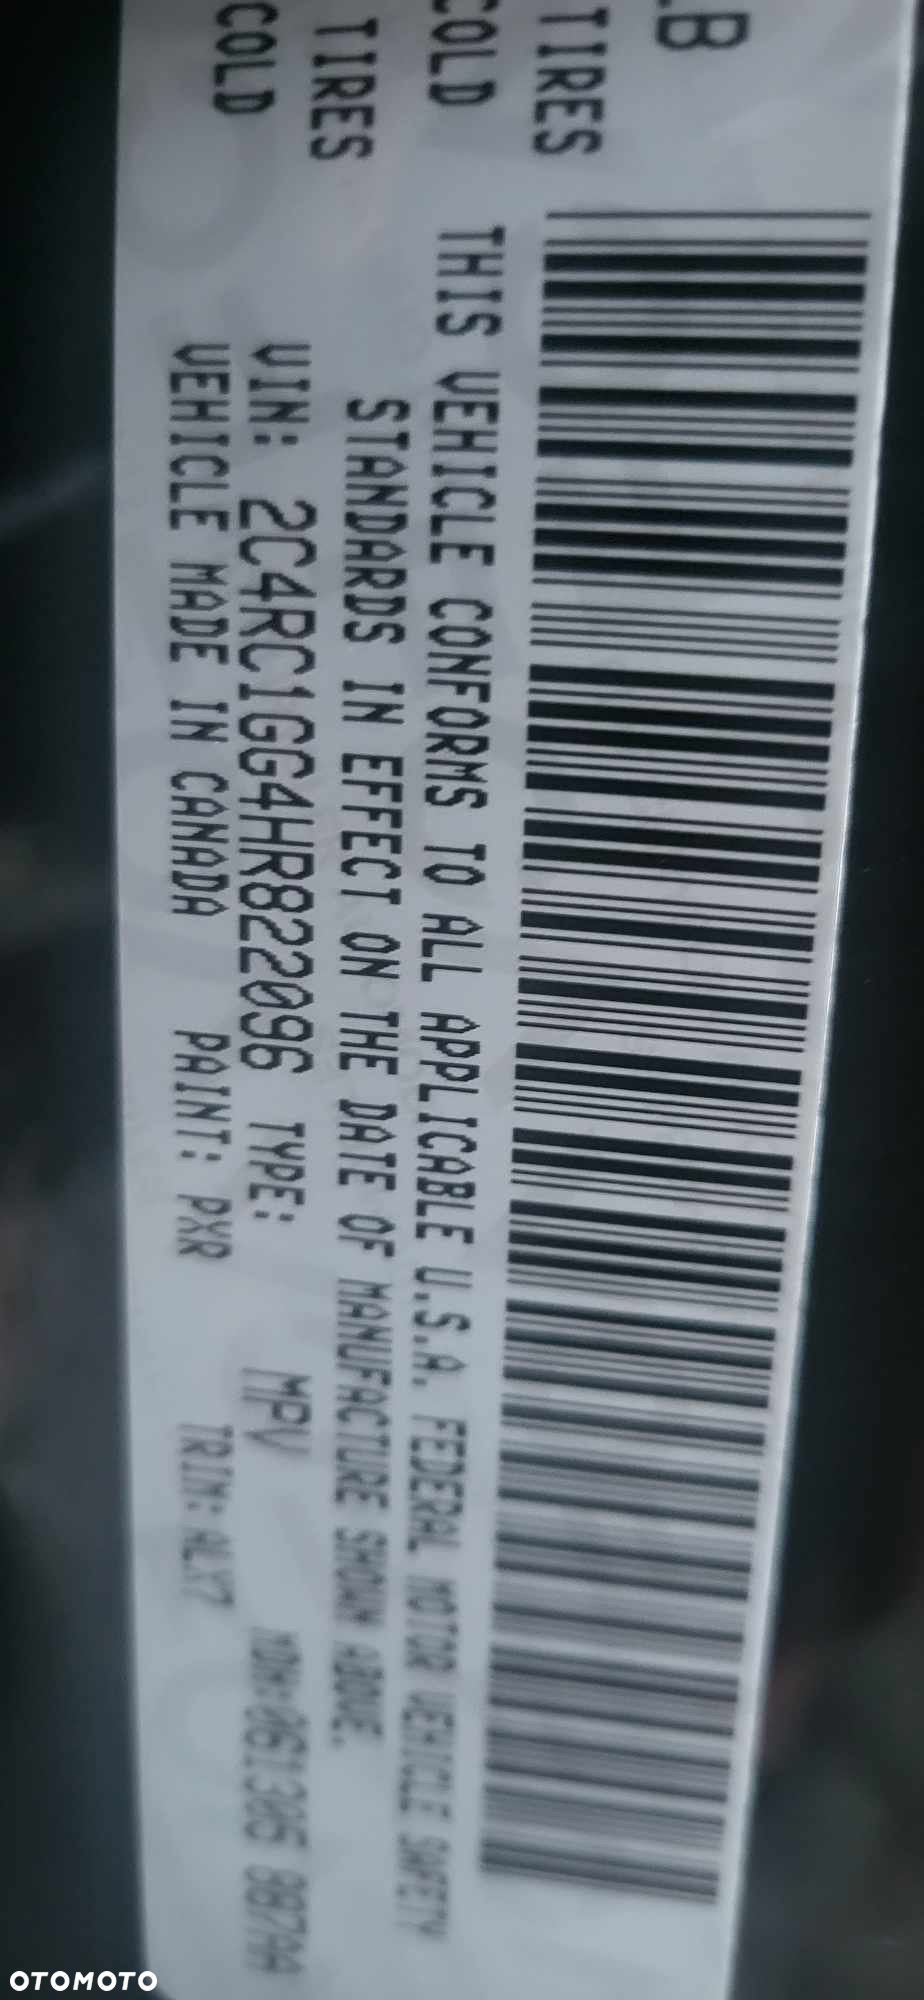 LB
TIRES
COLD
TIRES
COLD
THIS VEHICLE CONFORMS TO ALL APPLICABLE U.S.A. FEDERAL MOTOR VEHICLE SAFETY
STANDARDS IN EFFECT ON THE DATE OF MANUFACTURE SHOWN ABOVE.
VIN: 2C4RC1GG4HR822096 TYPE: MPV MDH:
VEHICLE MADE IN CANADA PAINT: PXR TRIM:
OTOMOTO